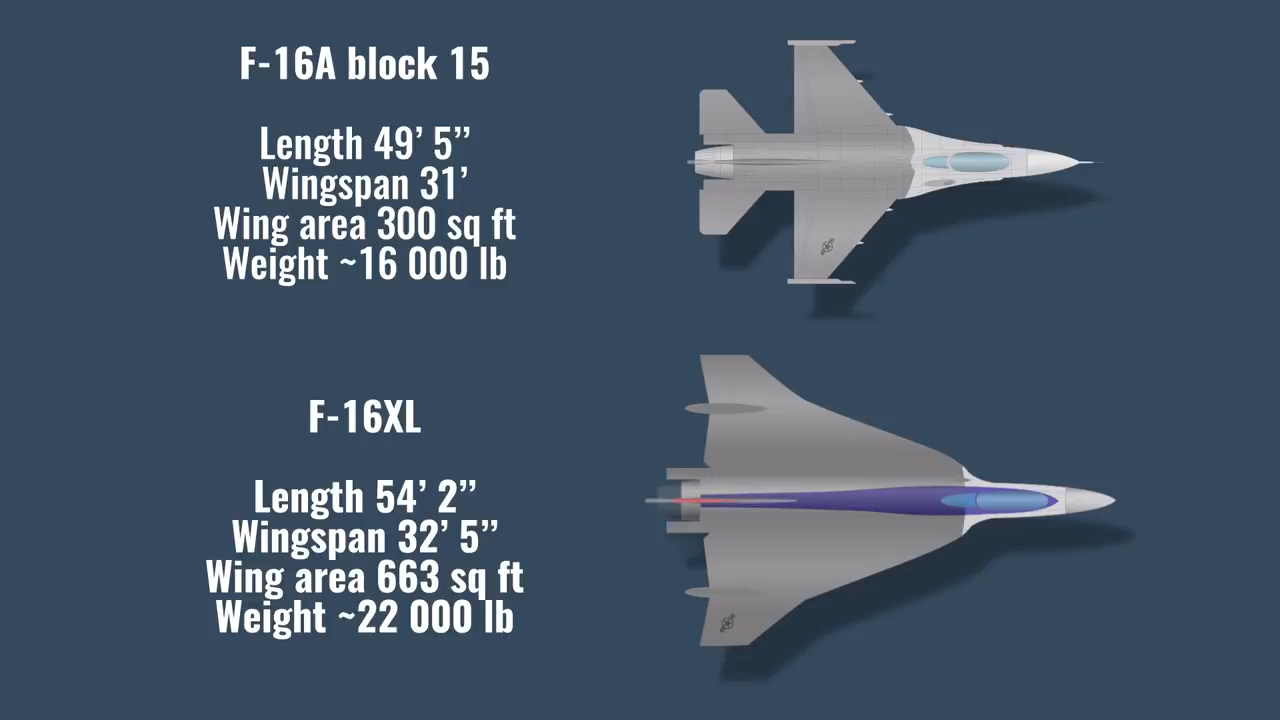 F-16A block 15
Length 49’ 5”
Wingspan 31’
Wing area 300 sq ft
Weight ~16 000 lb
F-16XL
Length 54’ 2”
Wingspan 32’ 5”
Wing area 663 sq ft
Weight ~22 000 lb